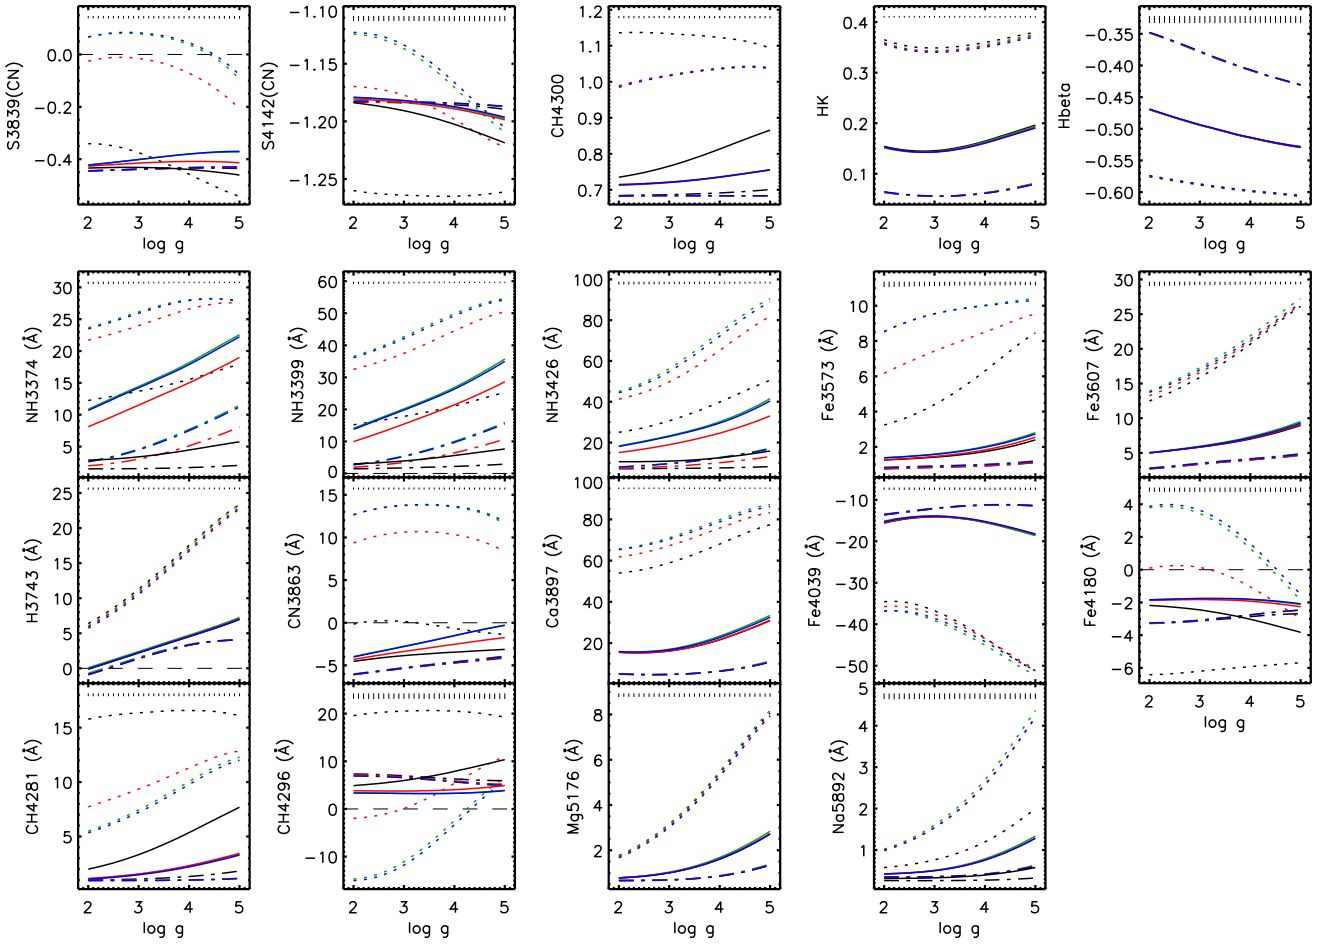 S3839(CN)
0.0
−0.2
−0.4
2 3 4 5
log g
S4142(CN)
−1.10
−1.15
−1.20
−1.25
2 3 4 5
log g
CH4300
1.2
1.1
1.0
0.9
0.8
0.7
2 3 4 5
log g
HK
0.4
0.3
0.2
0.1
2 3 4 5
log g
Hbeta
−0.35
−0.40
−0.45
−0.50
−0.55
−0.60
2 3 4 5
log g
NH3374 (Å)
30
25
20
15
10
5
NH3399 (Å)
60
50
40
30
20
10
0
NH3426 (Å)
100
80
60
40
20
Fe3573 (Å)
10
8
6
4
2
Fe3607 (Å)
30
25
20
15
10
5
H3743 (Å)
25
20
15
10
5
0
CN3863 (Å)
15
10
5
0
−5
Ca3897 (Å)
100
80
60
40
20
Fe4039 (Å)
−10
−20
−30
−40
−50
Fe4180 (Å)
4
2
0
−2
−4
−6
2 3 4 5
log g
CH4281 (Å)
15
10
5
2 3 4 5
log g
CH4296 (Å)
20
10
0
−10
2 3 4 5
log g
Mg5176 (Å)
8
6
4
2
2 3 4 5
log g
Na5892 (Å)
5
4
3
2
1
2 3 4 5
log g